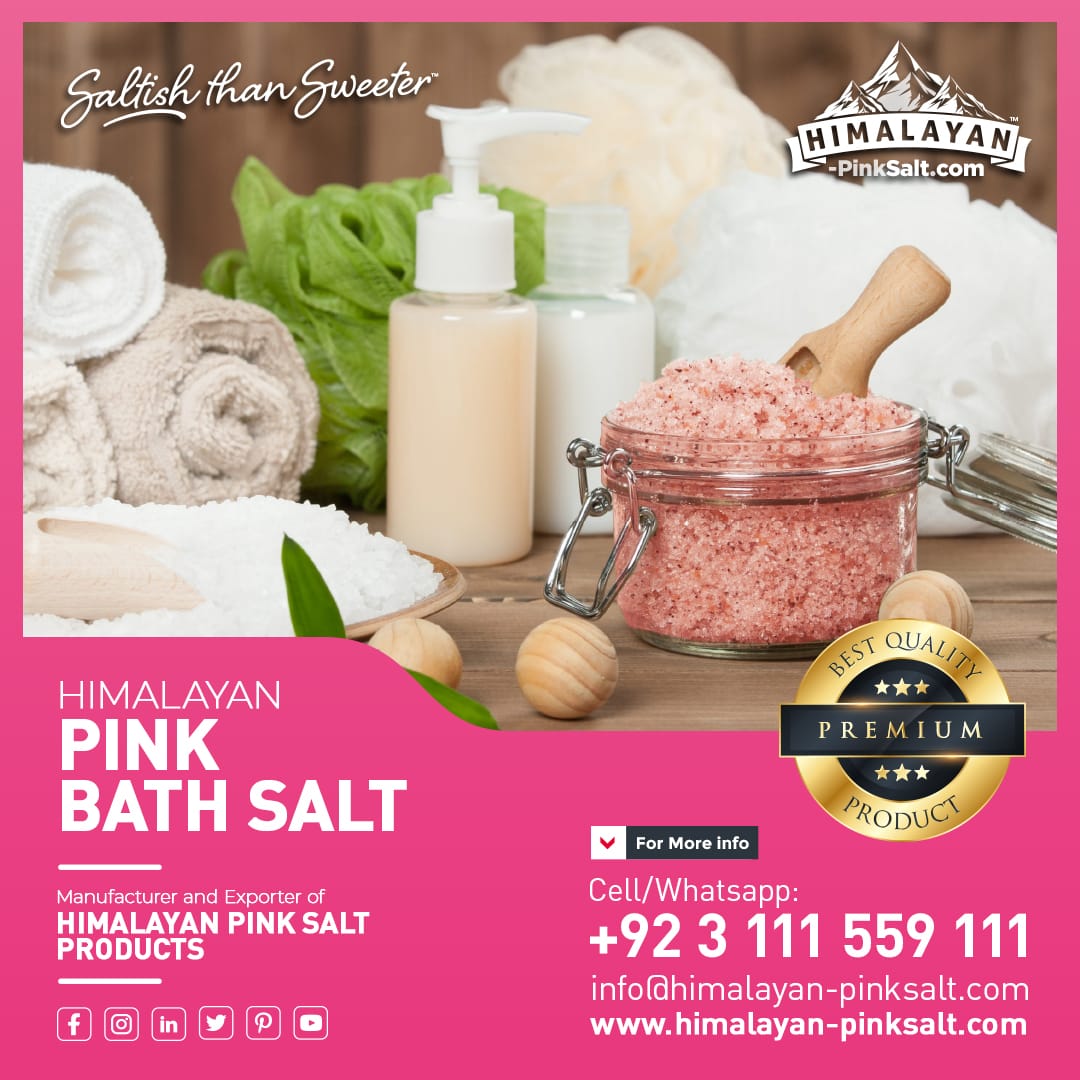 Saltish than Sweeter™
HIMALAYAN™
-PinkSalt.com
BEST QUALITY
PREMIUM
PRODUCT
HIMALAYAN
PINK
BATH SALT
Manufacturer and Exporter of
HIMALAYAN PINK SALT
PRODUCTS
For More info
Cell/Whatsapp:
+92 3 111 559 111
info@himalayan-pinksalt.com
www.himalayan-pinksalt.com